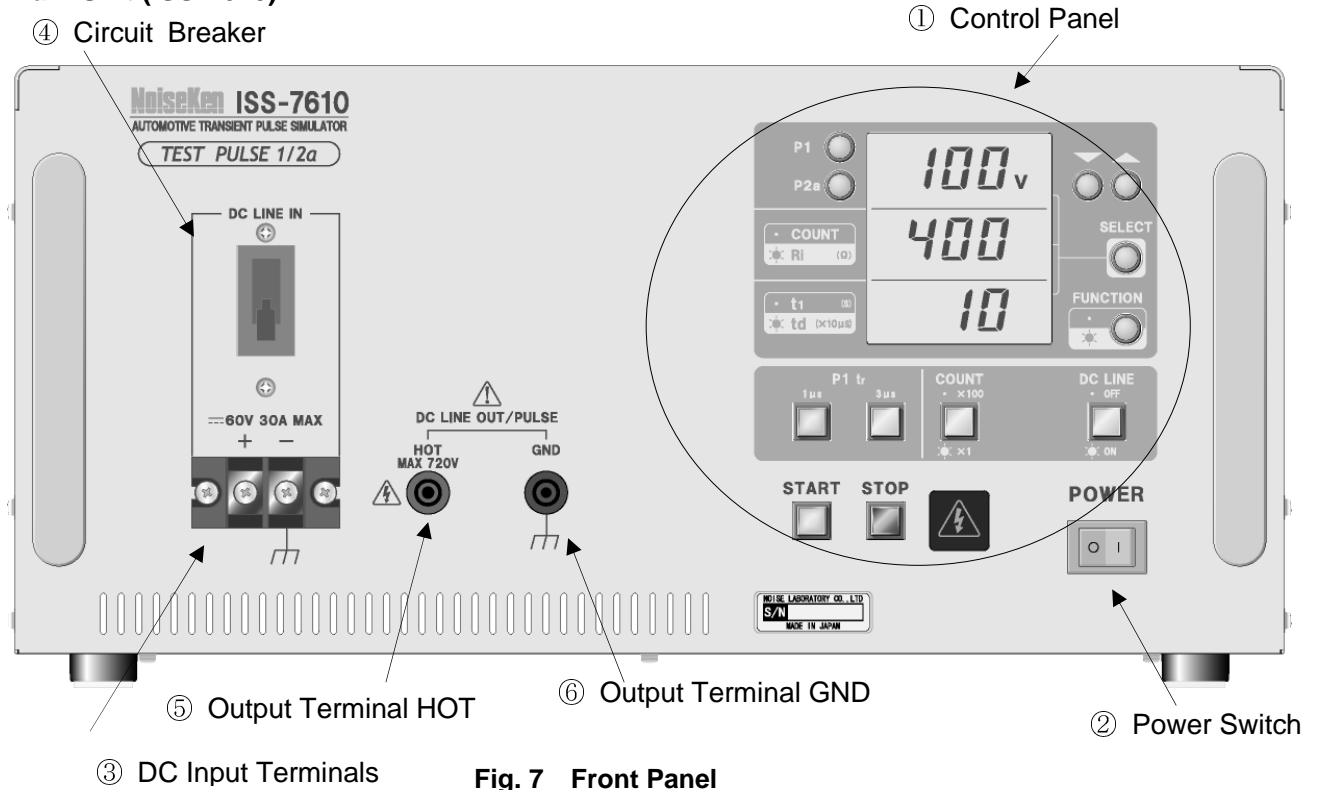 ④ Circuit Breaker
① Control Panel
NoiseKen ISS-7610
AUTOMOTIVE TRANSIENT PULSE SIMULATOR
TEST PULSE 1/2a
DC LINE IN
60V 30A MAX
+ −
DC LINE OUT/PULSE
HOT
MAX 720V
GND
P1
P2a
100 v
400
10
COUNT
Ri (Ω)
t1 (S)
td (×10μs)
SELECT
FUNCTION
P1 tr
1μs 3μs
COUNT
×100
×1
DC LINE
OFF
ON
START STOP
POWER
O I
NOISE LABORATORY CO.,LTD
S/N
MADE IN JAPAN
⑤ Output Terminal HOT
⑥ Output Terminal GND
② Power Switch
③ DC Input Terminals
Fig. 7 Front Panel